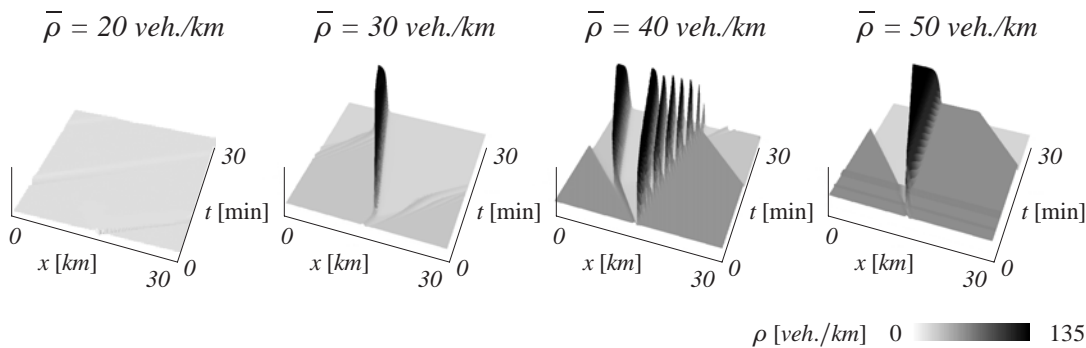 ρ̅ = 20 veh./km ρ̅ = 30 veh./km ρ̅ = 40 veh./km ρ̅ = 50 veh./km
30 30 30 30
t [min] t [min] t [min] t [min]
0 0 0 0
x [km] x [km] x [km] x [km]
30 0 30 0 30 0 30 0
ρ [veh./km] 0 135